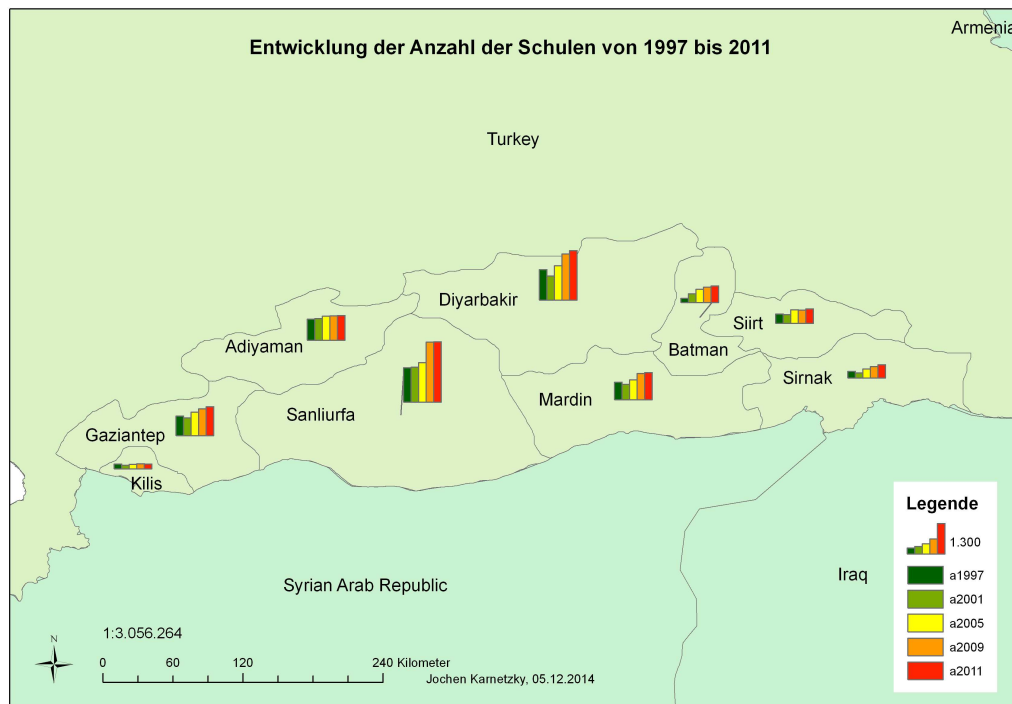 Armenia
Entwicklung der Anzahl der Schulen von 1997 bis 2011
Turkey
Diyarbakir
Siirt
Adiyaman
Batman
Sirnak
Mardin
Sanliurfa
Gaziantep
Kilis
Legende
1.300
a1997
a2001
a2005
a2009
a2011
Iraq
Syrian Arab Republic
N
1:3.056.264
0 60 120 240 Kilometer
Jochen Karnetzky, 05.12.2014